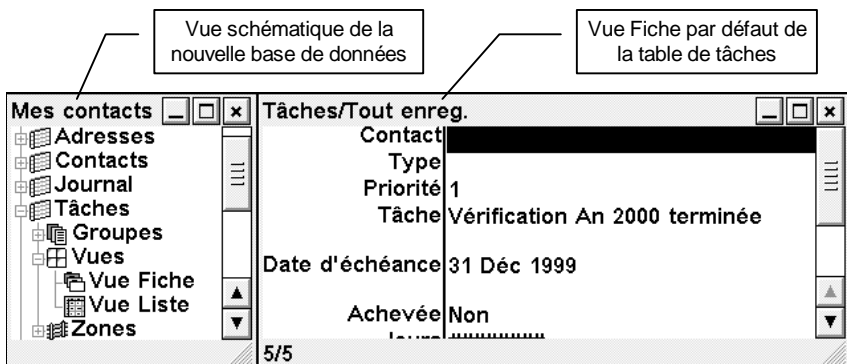 Vue schématique de la
nouvelle base de données
Vue Fiche par défaut de
la table de tâches
Mes contacts
Adresses
Contacts
Journal
Tâches
Groupes
Vues
Vue Fiche
Vue Liste
Zones
Tâches/Tout enreg.
Contact
Type
Priorité 1
Tâche Vérification An 2000 terminée
Date d'échéance 31 Déc 1999
Achevée Non
5/5